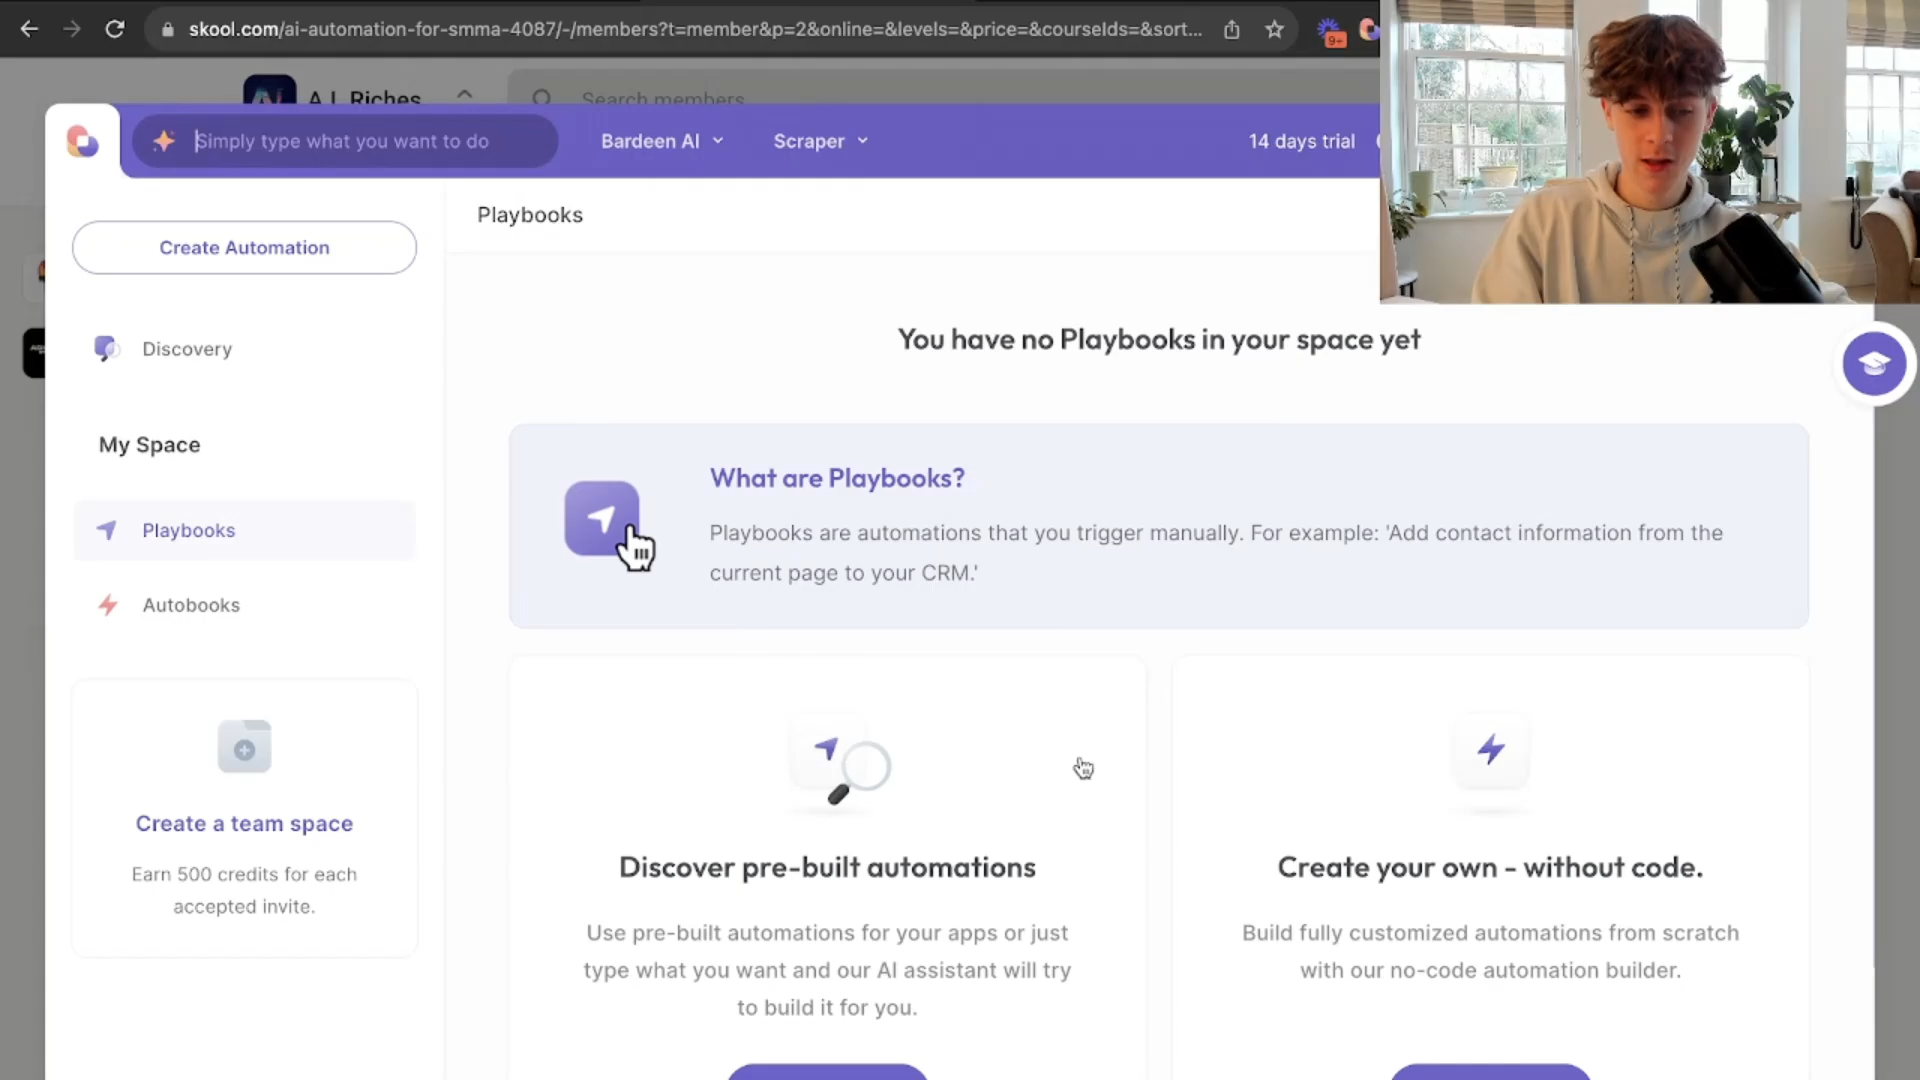 skool.com/ai-automation-for-smma-4087/-/members?t=member&p=2&online=&levels=&price=&courseIds=&sort...
9+
A.I. Riches
Search members
Simply type what you want to do
Bardeen AI
Scraper
14 days trial
Create Automation
Playbooks
Discovery
You have no Playbooks in your space yet
My Space
What are Playbooks?
Playbooks
Playbooks are automations that you trigger manually. For example: 'Add contact information from the
current page to your CRM.'
Autobooks
Create a team space
Earn 500 credits for each
accepted invite.
Discover pre-built automations
Use pre-built automations for your apps or just
type what you want and our AI assistant will try
to build it for you.
Create your own - without code.
Build fully customized automations from scratch
with our no-code automation builder.